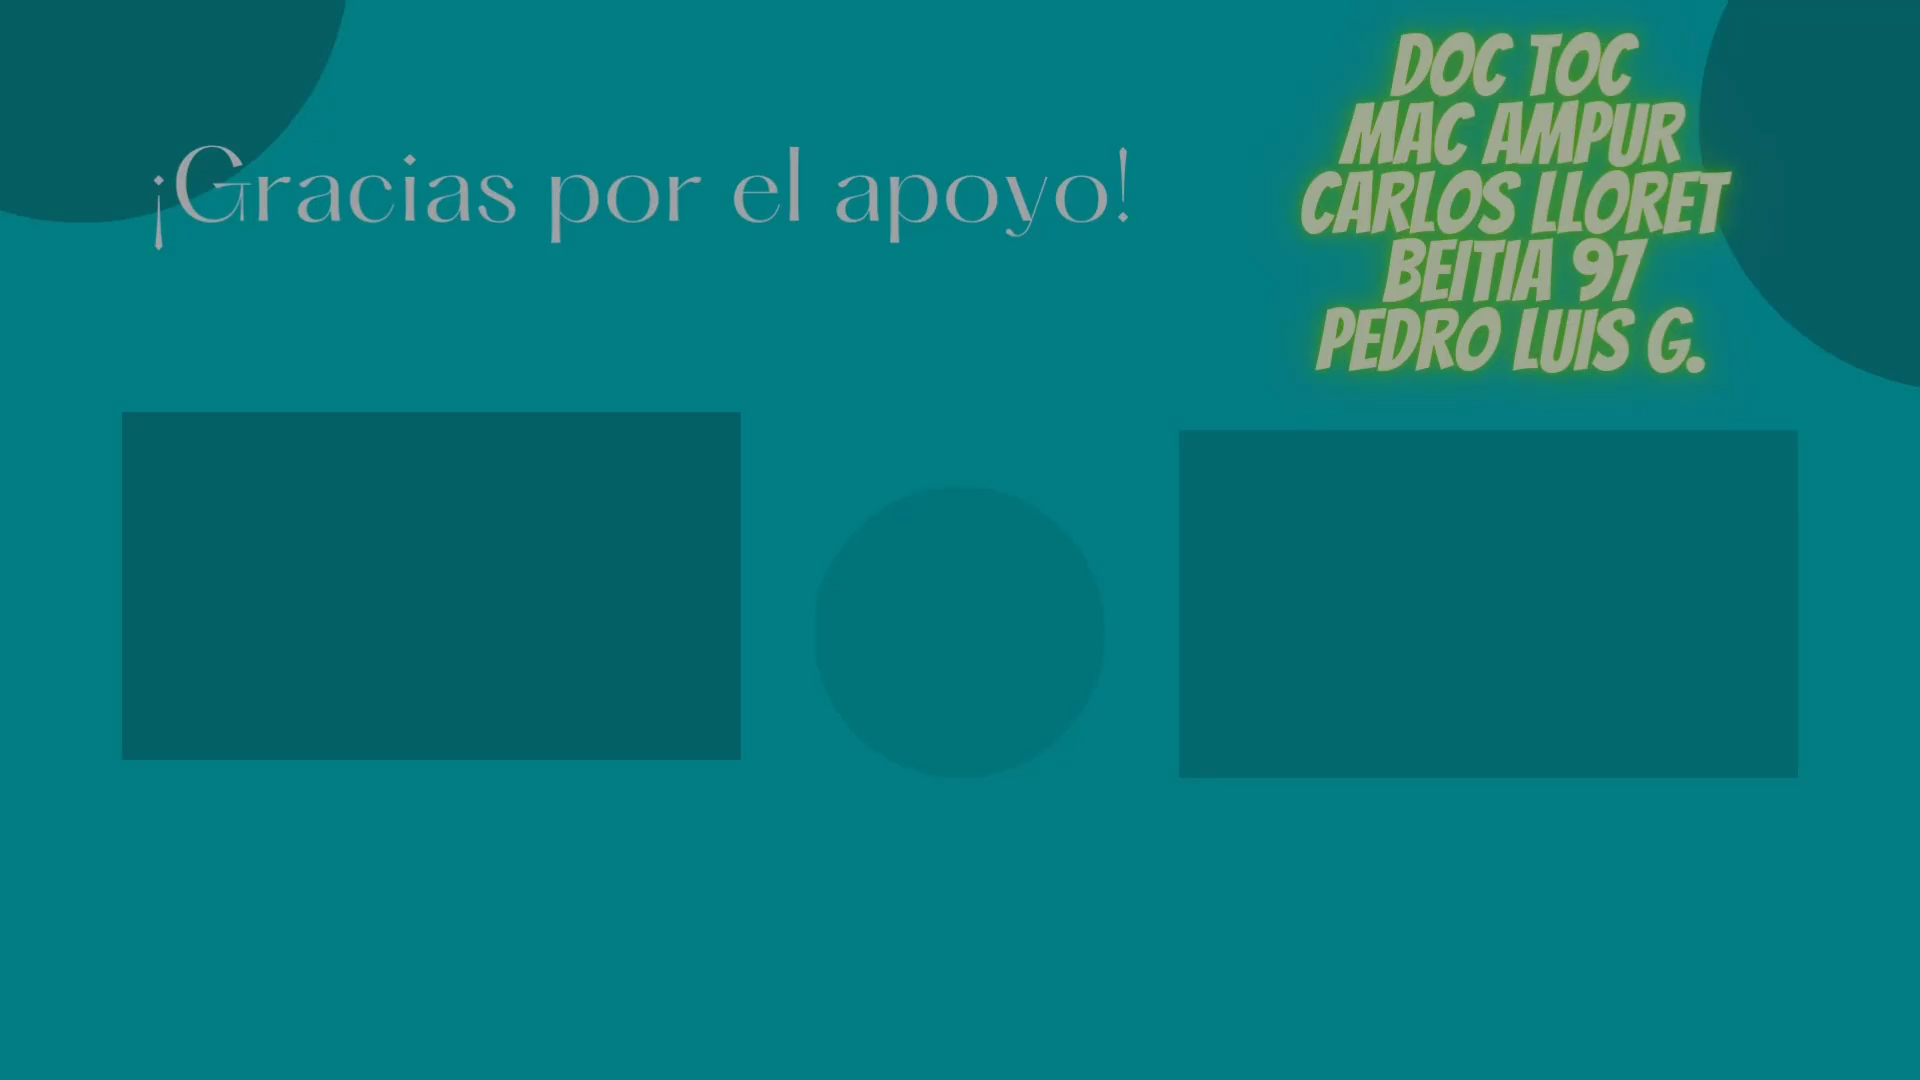 ¡Gracias por el apoyo!
DOC TOC
MAC AMPUR
CARLOS LLORET
BEITIA 97
PEDRO LUIS G.